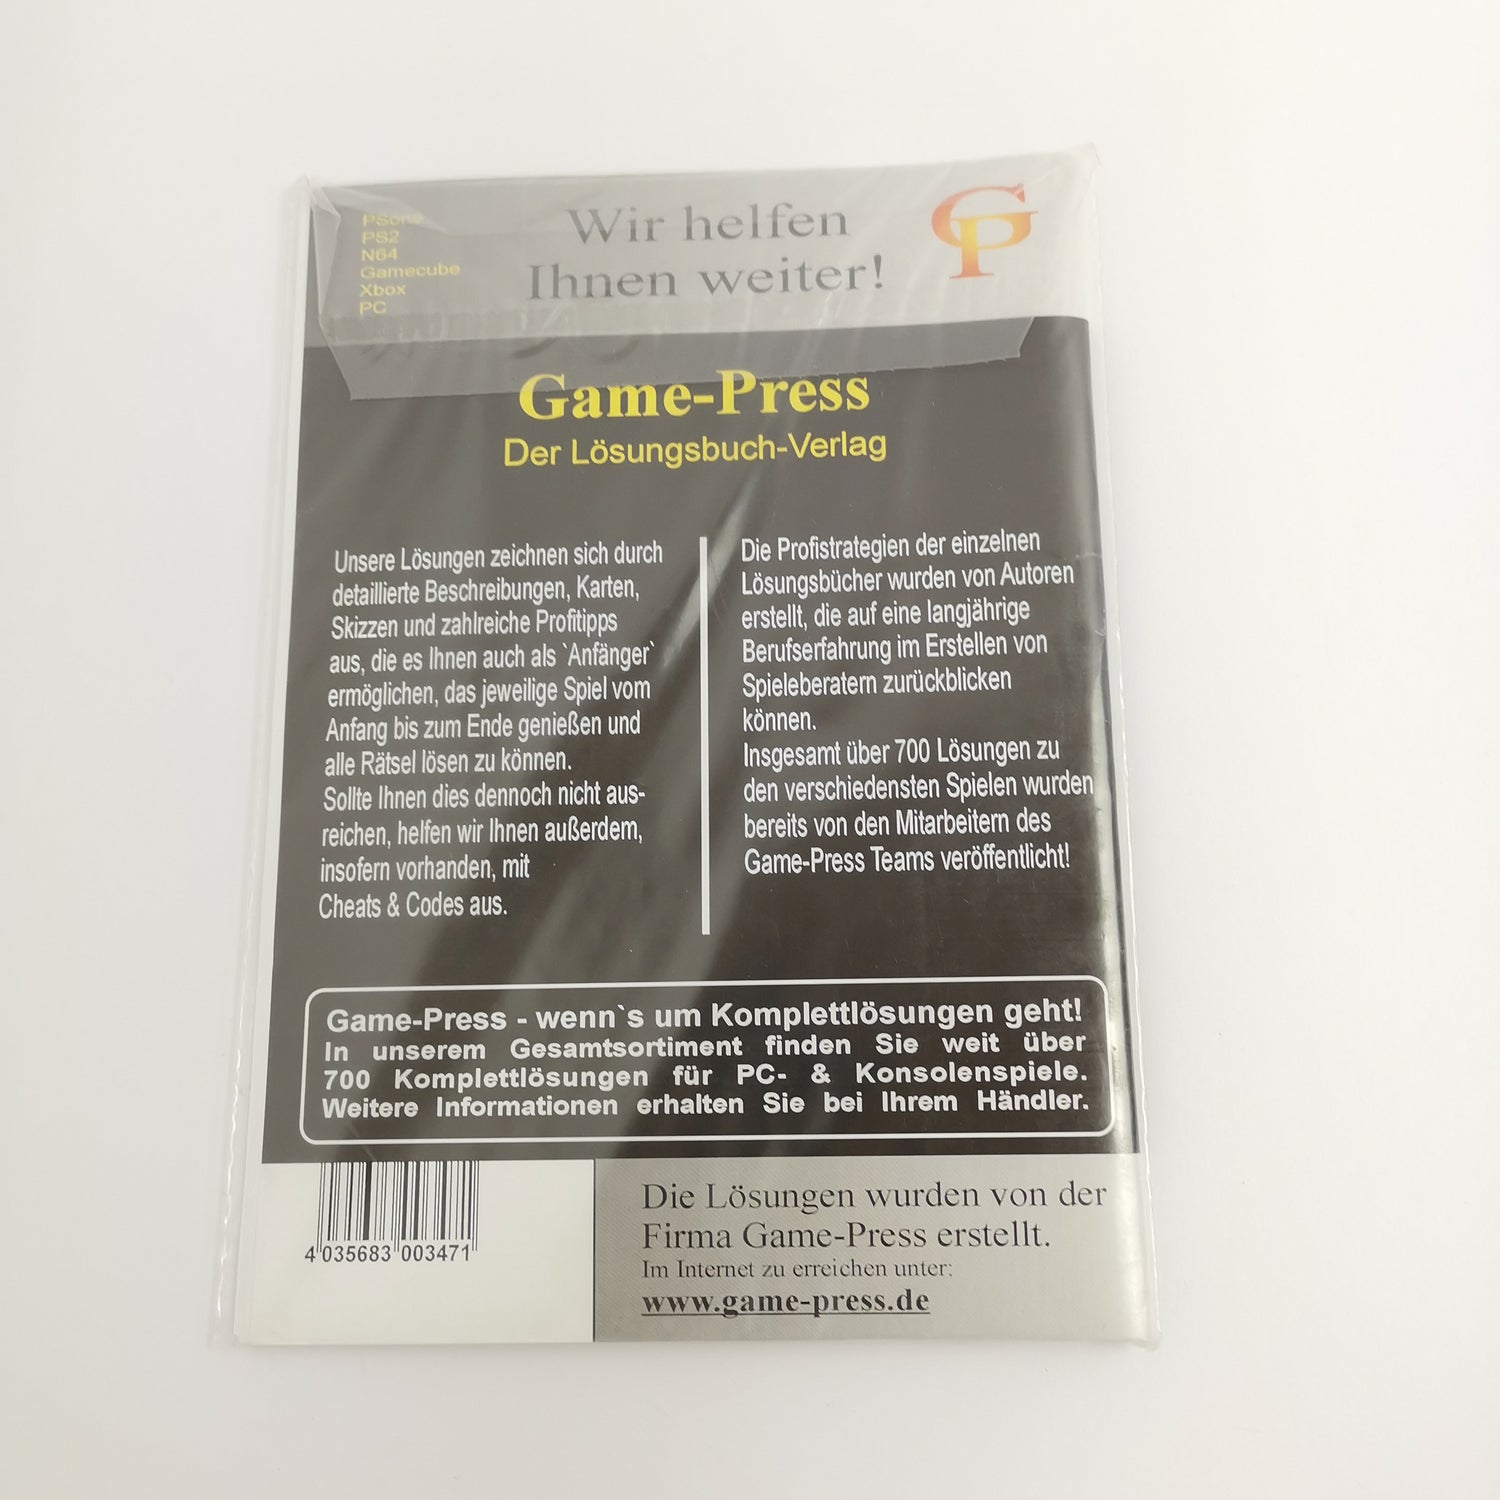 PSone
PS2
N64
Gamecube
Xbox
PC
Wir helfen
Ihnen weiter!
GP
Game-Press
Der Lösungsbuch-Verlag
Unsere Lösungen zeichnen sich durch
detaillierte Beschreibungen, Karten,
Skizzen und zahlreiche Profitipps
aus, die es Ihnen auch als `Anfänger`
ermöglichen, das jeweilige Spiel vom
Anfang bis zum Ende genießen und
alle Rätsel lösen zu können.
Sollte Ihnen dies dennoch nicht aus-
reichen, helfen wir Ihnen außerdem,
insofern vorhanden, mit
Cheats & Codes aus.
Die Profistrategien der einzelnen
Lösungsbücher wurden von Autoren
erstellt, die auf eine langjährige
Berufserfahrung im Erstellen von
Spieleberatern zurückblicken
können.
Insgesamt über 700 Lösungen zu
den verschiedensten Spielen wurden
bereits von den Mitarbeitern des
Game-Press Teams veröffentlicht!
Game-Press - wenn`s um Komplettlösungen geht!
In unserem Gesamtsortiment finden Sie weit über
700 Komplettlösungen für PC- & Konsolenspiele.
Weitere Informationen erhalten Sie bei Ihrem Händler.
4 035683 003471
Die Lösungen wurden von der
Firma Game-Press erstellt.
Im Internet zu erreichen unter:
www.game-press.de